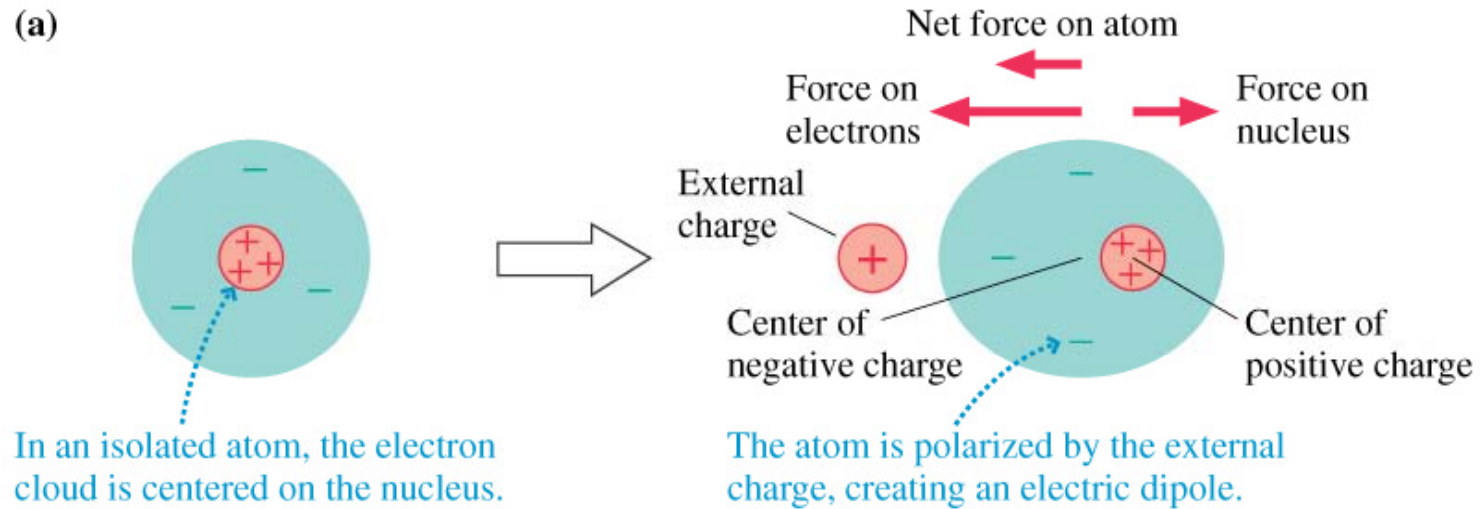 (a)
Net force on atom
Force on
electrons
Force on
nucleus
External
charge
−
+
+ +
− −
+
−
−
−
+ +
+
Center of
negative charge
Center of
positive charge
In an isolated atom, the electron
cloud is centered on the nucleus.
The atom is polarized by the external
charge, creating an electric dipole.